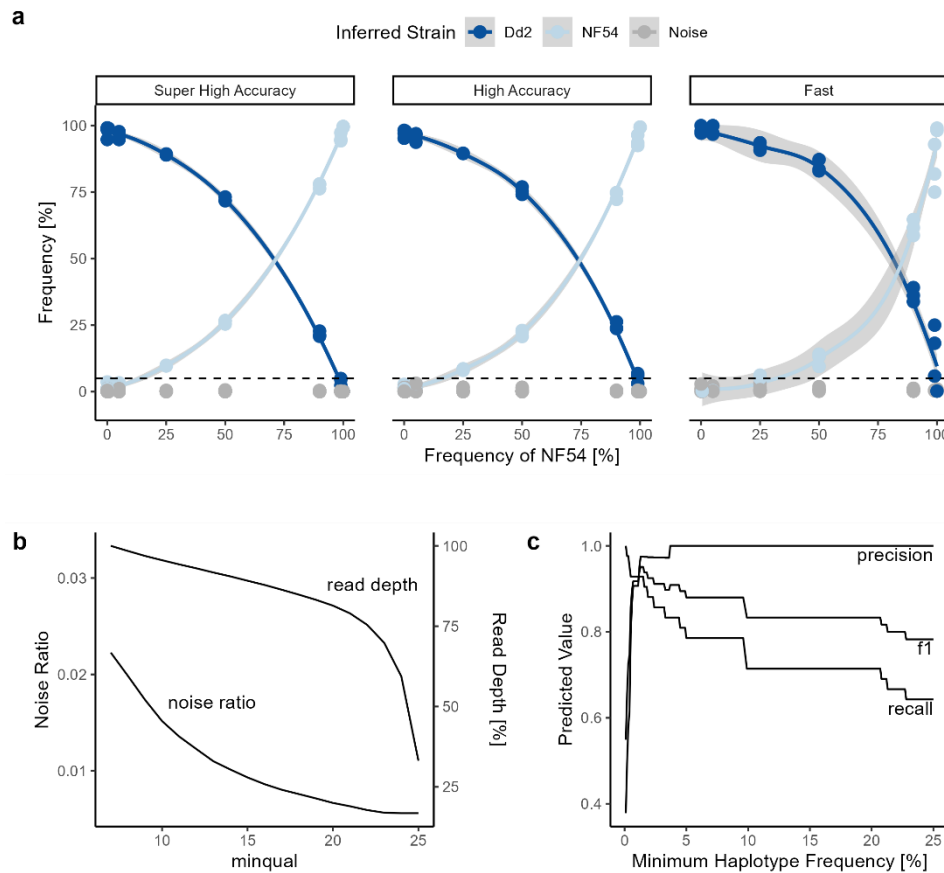 a
Inferred Strain Dd2 NF54 Noise
Super High Accuracy High Accuracy Fast
Frequency [%]
100
75
50
25
0
0 25 50 75 100 0 25 50 75 100 0 25 50 75 100
Frequency of NF54 [%]
b
Noise Ratio
0.03
0.02
0.01
read depth
noise ratio
100
75
50
25
Read Depth [%]
10 15 20 25
minqual
c
Predicted Value
1.0
0.8
0.6
0.4
precision
f1
recall
0 1 5 10 15 20 25
Minimum Haplotype Frequency [%]